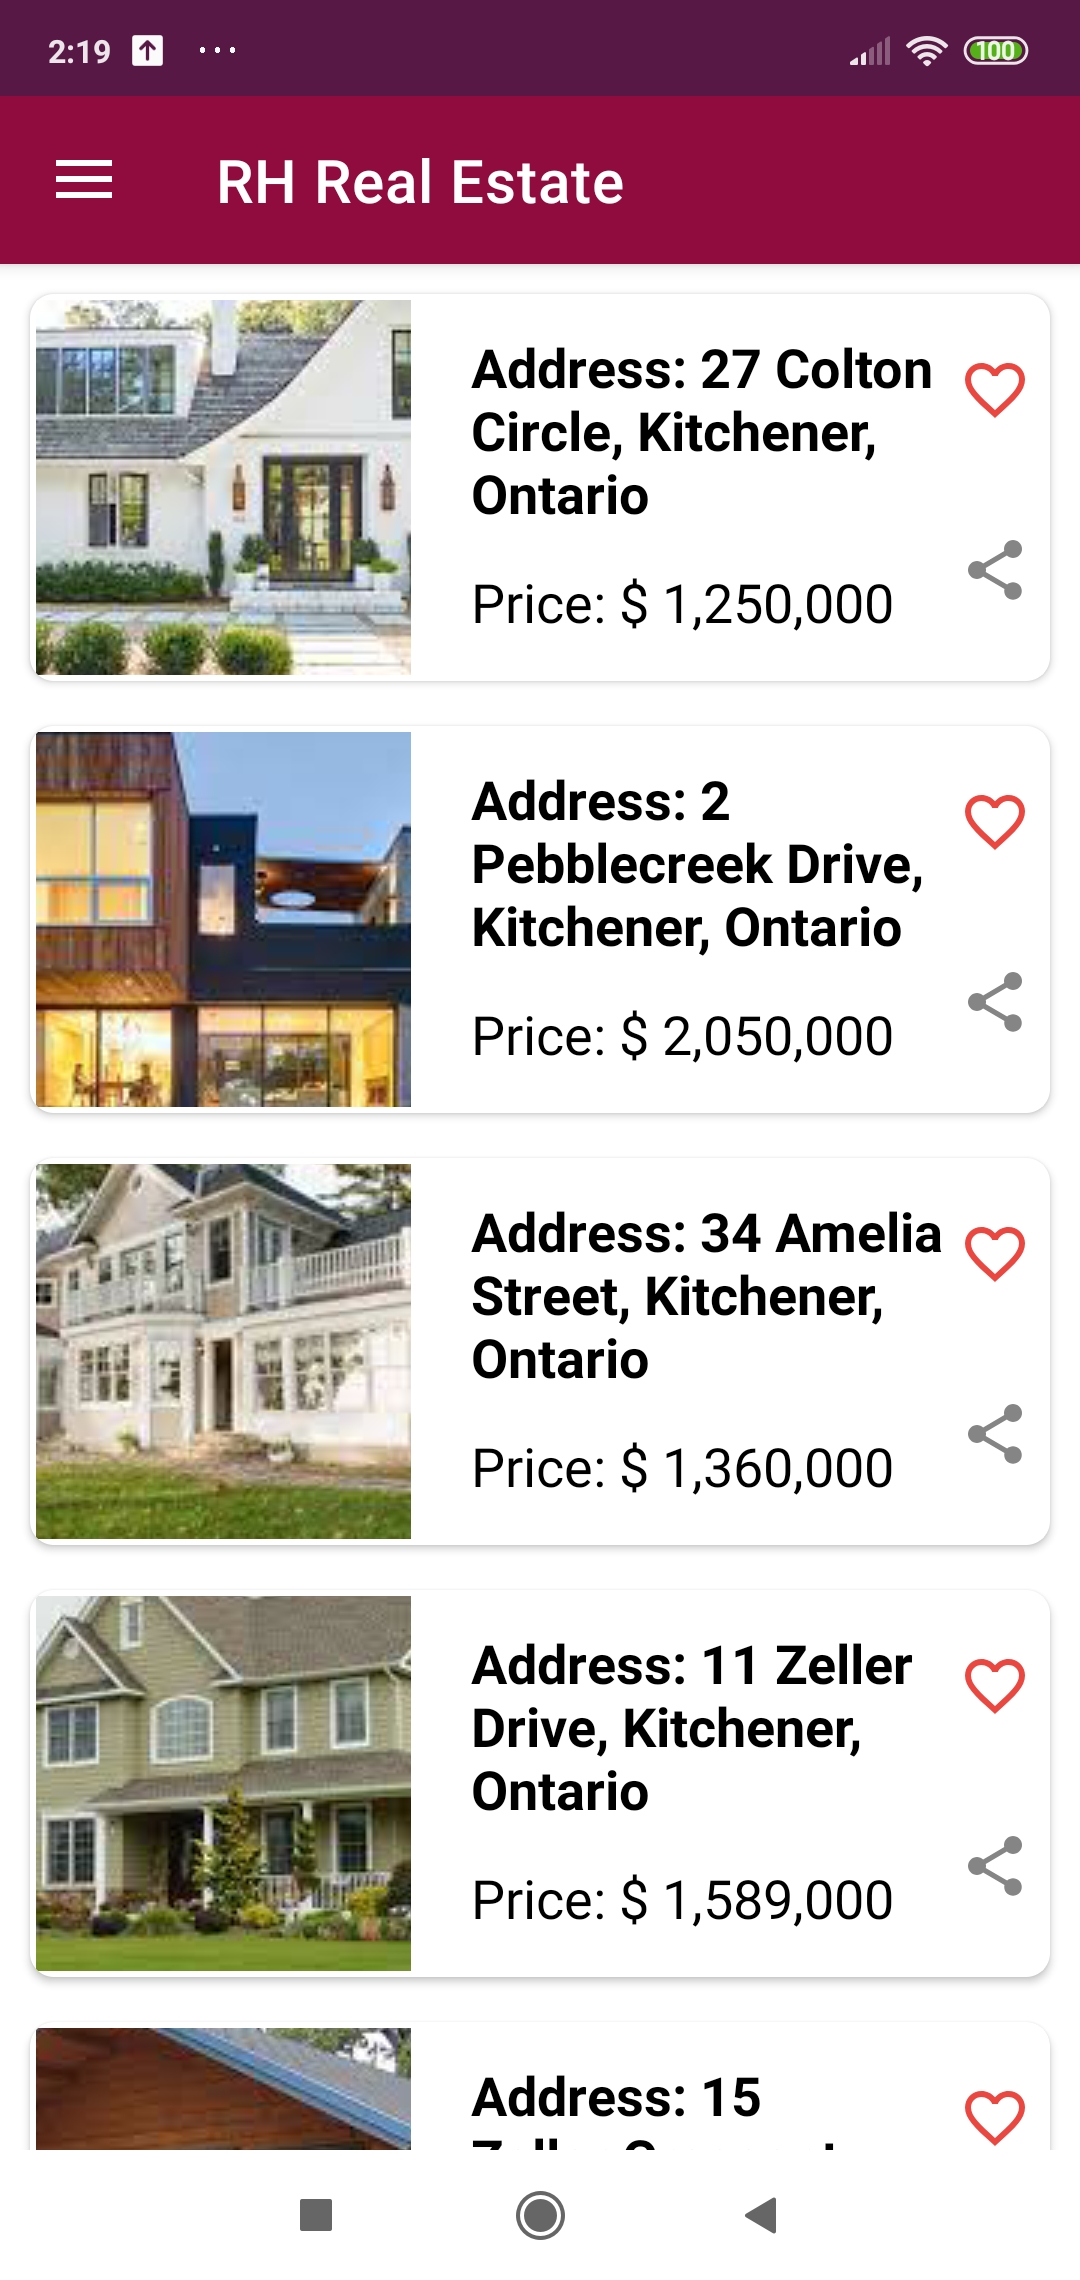 2:19
100
RH Real Estate
Address: 27 Colton
Circle, Kitchener,
Ontario
Price: $ 1,250,000
Address: 2
Pebblecreek Drive,
Kitchener, Ontario
Price: $ 2,050,000
Address: 34 Amelia
Street, Kitchener,
Ontario
Price: $ 1,360,000
Address: 11 Zeller
Drive, Kitchener,
Ontario
Price: $ 1,589,000
Address: 15